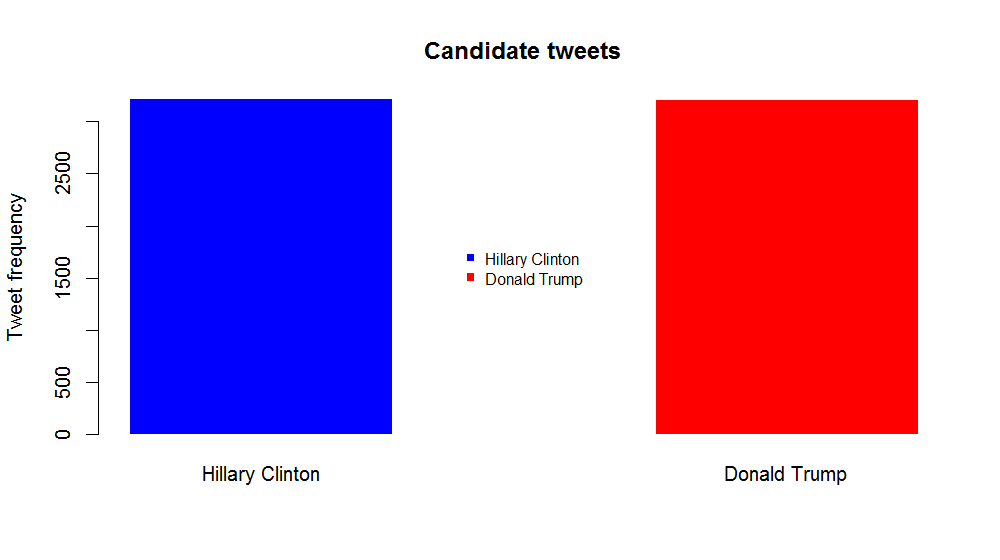 Candidate tweets
Tweet frequency
2500
1500
500
0
Hillary Clinton
Donald Trump
Hillary Clinton
Donald Trump